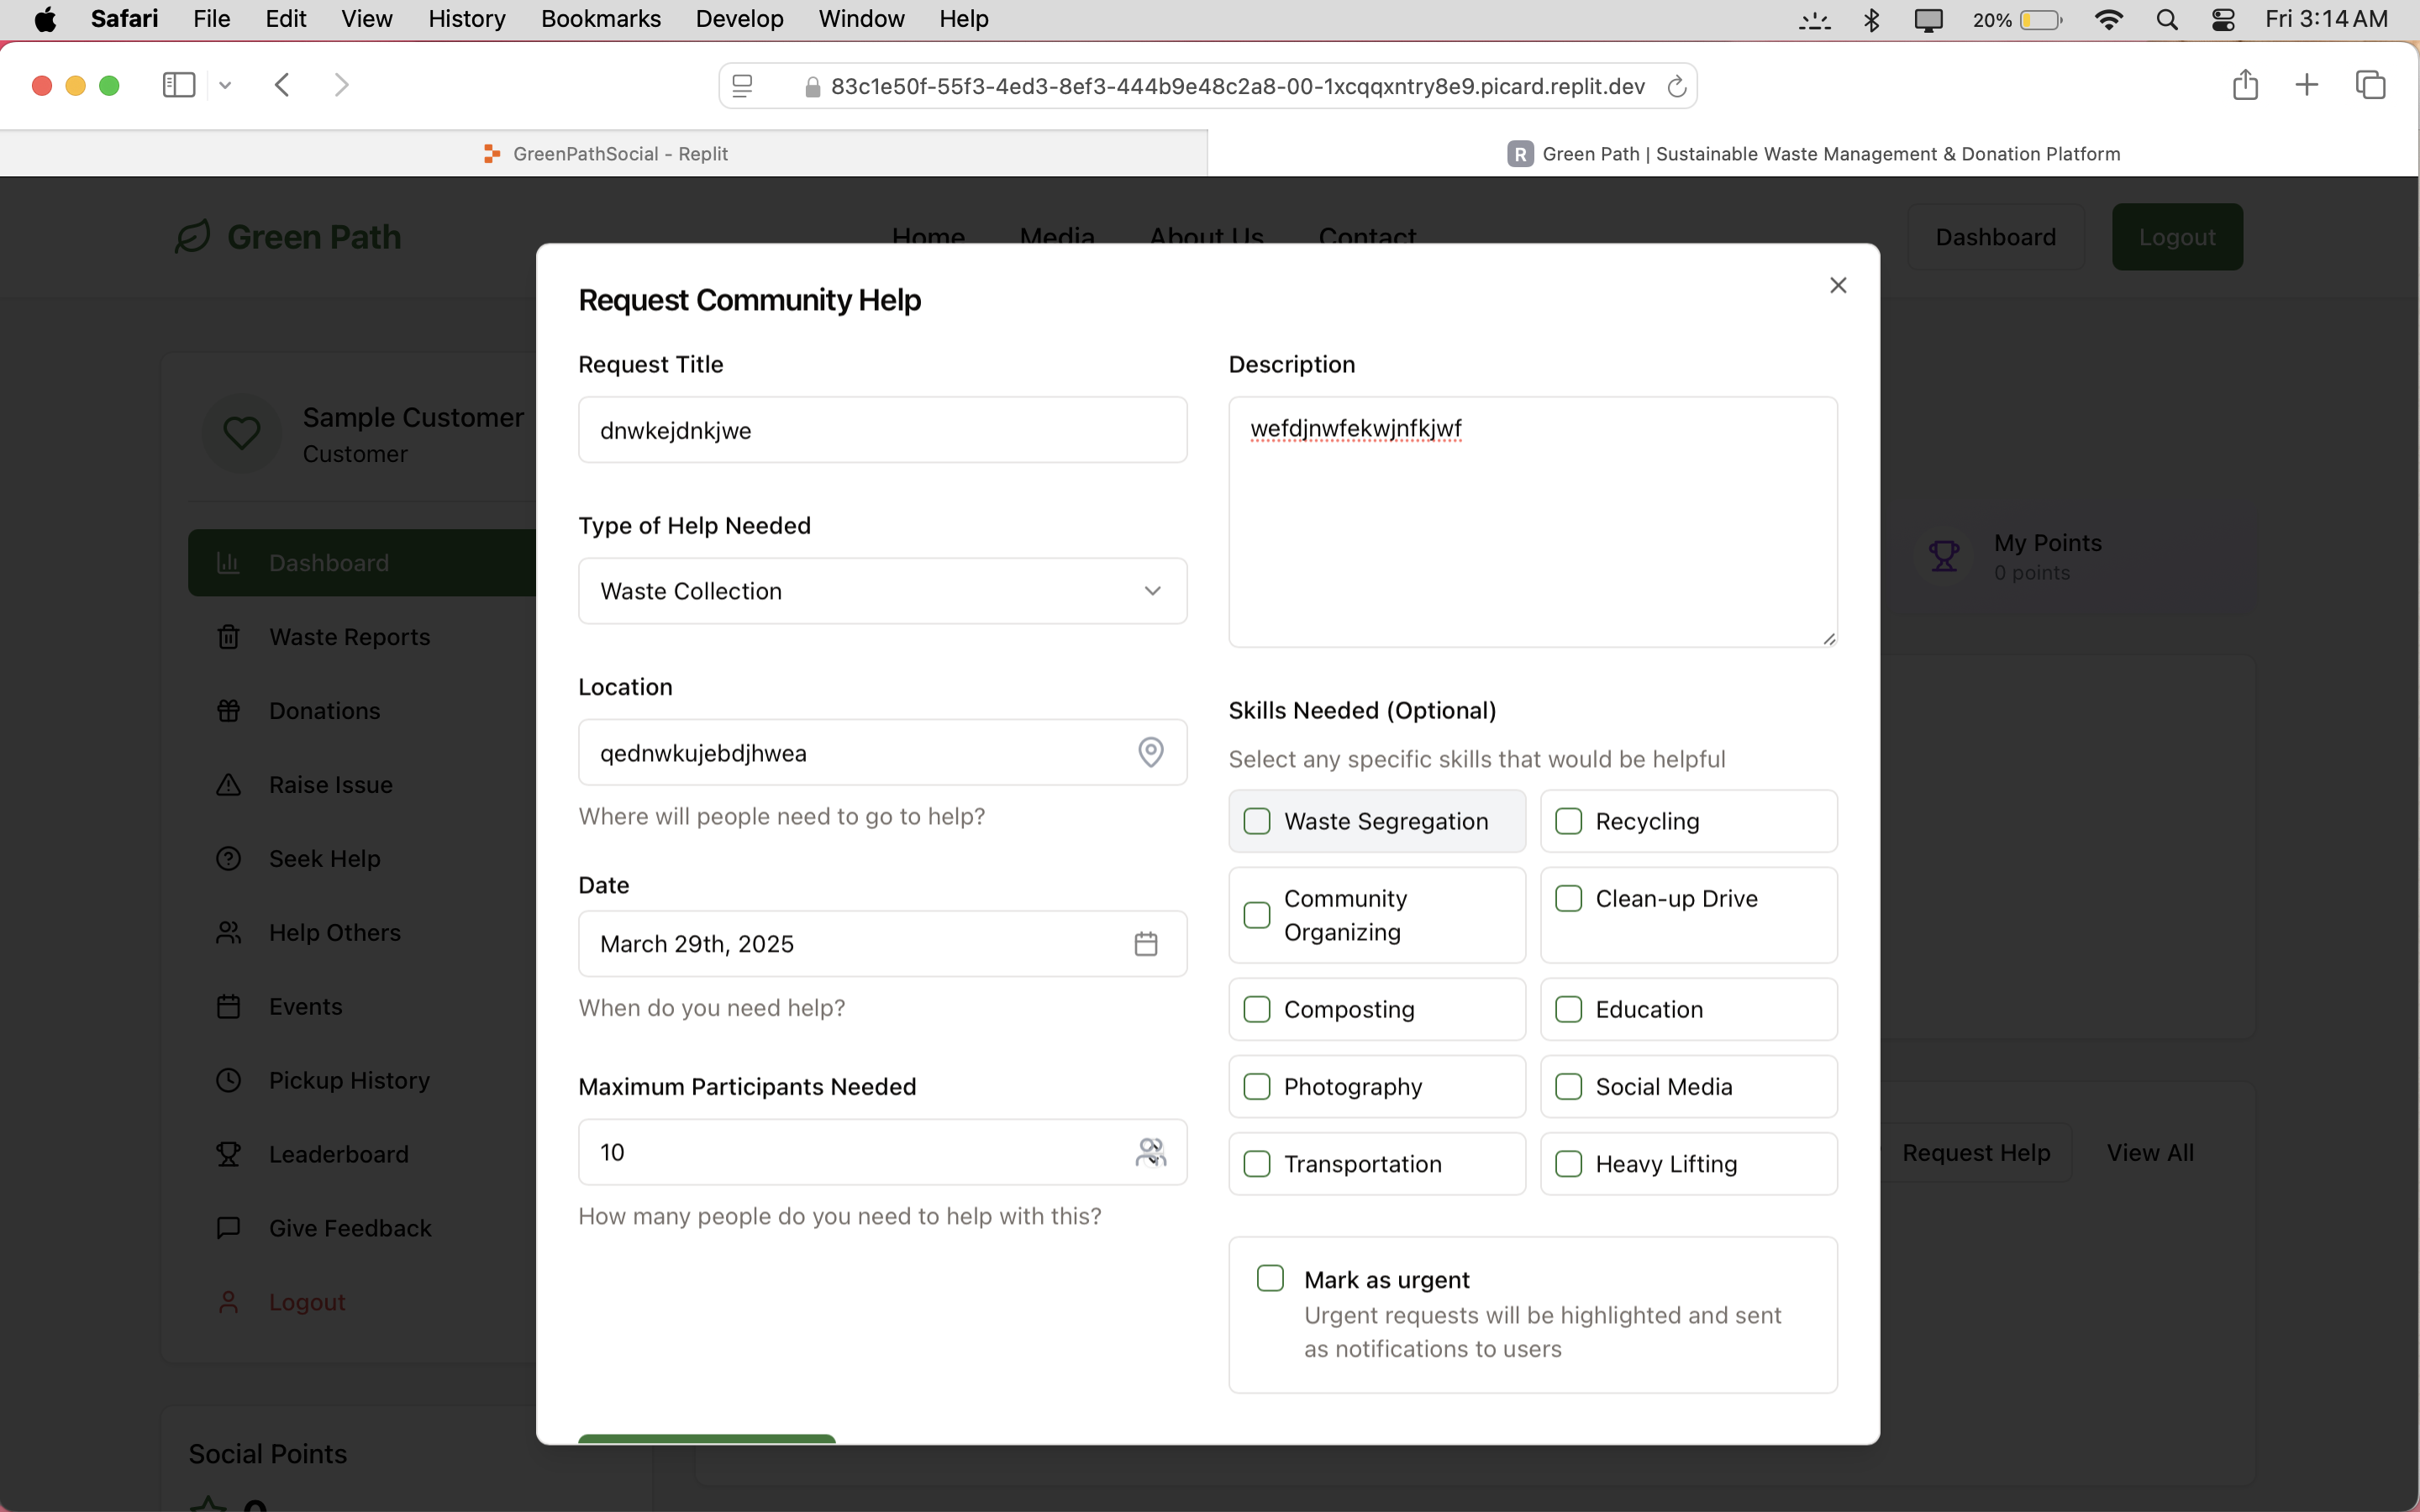 Safari File Edit View History Bookmarks Develop Window Help 20% Fri 3:14 AM
83c1e50f-55f3-4ed3-8ef3-444b9e48c2a8-00-1xcqqxntry8e9.picard.replit.dev
GreenPathSocial - Replit
R Green Path | Sustainable Waste Management & Donation Platform
Green Path
Home Media About Us Contact
Dashboard
Logout
Sample Customer
Customer
Dashboard
Waste Reports
Donations
Raise Issue
Seek Help
Help Others
Events
Pickup History
Leaderboard
Give Feedback
Logout
Social Points
0
Request Community Help
Request Title
dnwkejdnkjwe
Type of Help Needed
Waste Collection
Location
qednwkujebdjhwea
Where will people need to go to help?
Date
March 29th, 2025
When do you need help?
Maximum Participants Needed
10
How many people do you need to help with this?
Description
wefdjnwfekwjnfkjwf
Skills Needed (Optional)
Select any specific skills that would be helpful
Waste Segregation
Recycling
Community
Organizing
Clean-up Drive
Composting
Education
Photography
Social Media
Transportation
Heavy Lifting
Mark as urgent
Urgent requests will be highlighted and sent
as notifications to users
My Points
0 points
Request Help
View All